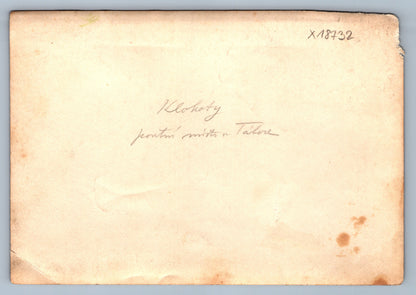 X18732
Klokoty
poutní místo u Tábora